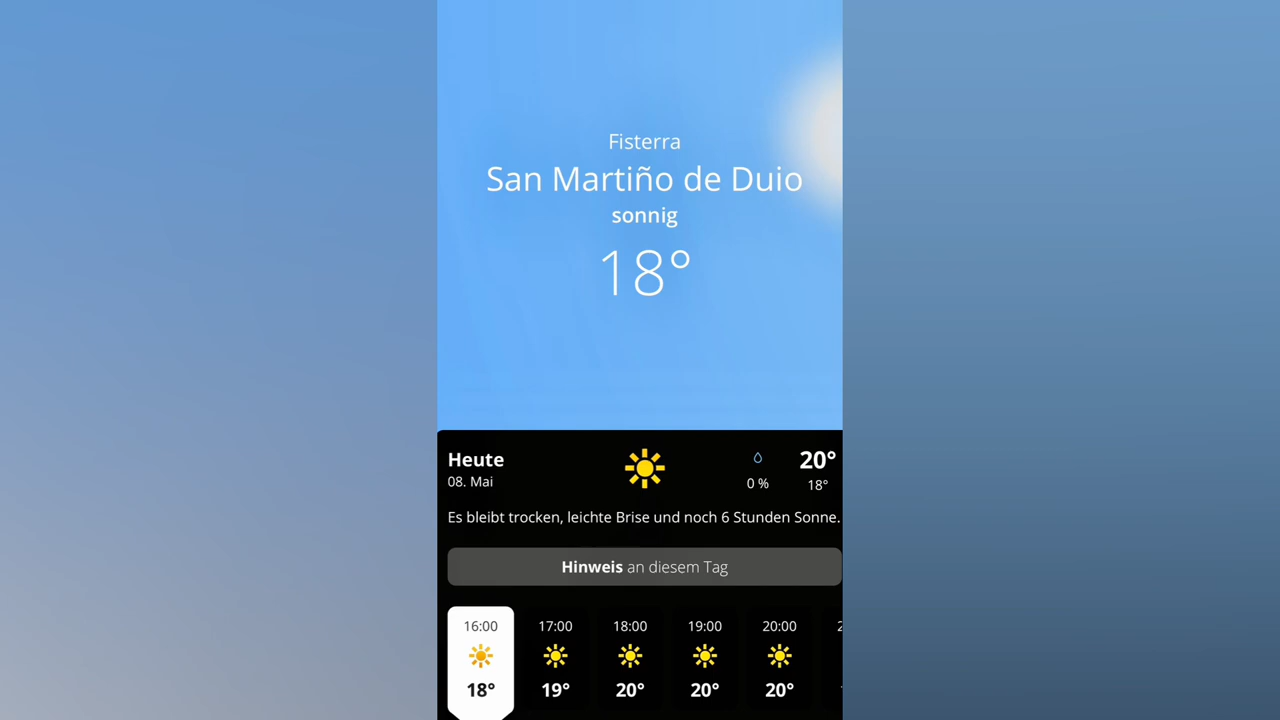 Fisterra
San Martiño de Duio
sonnig
18°
Heute
08. Mai
0 %
20°
18°
Es bleibt trocken, leichte Brise und noch 6 Stunden Sonne.
Hinweis an diesem Tag
16:00 17:00 18:00 19:00 20:00
18° 19° 20° 20° 20°